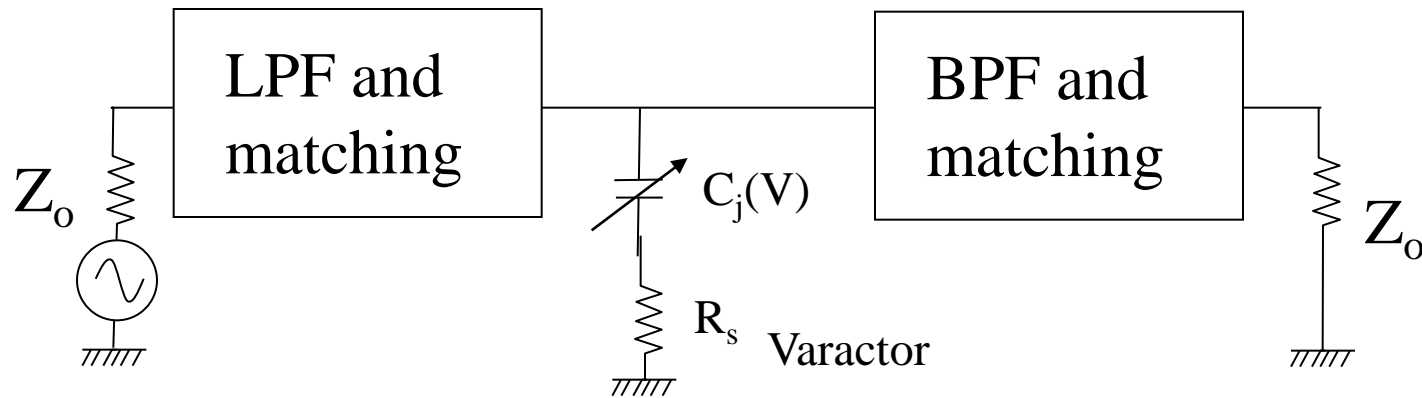 LPF and
matching
BPF and
matching
Zo
Cj(V)
Zo
Rs
Varactor